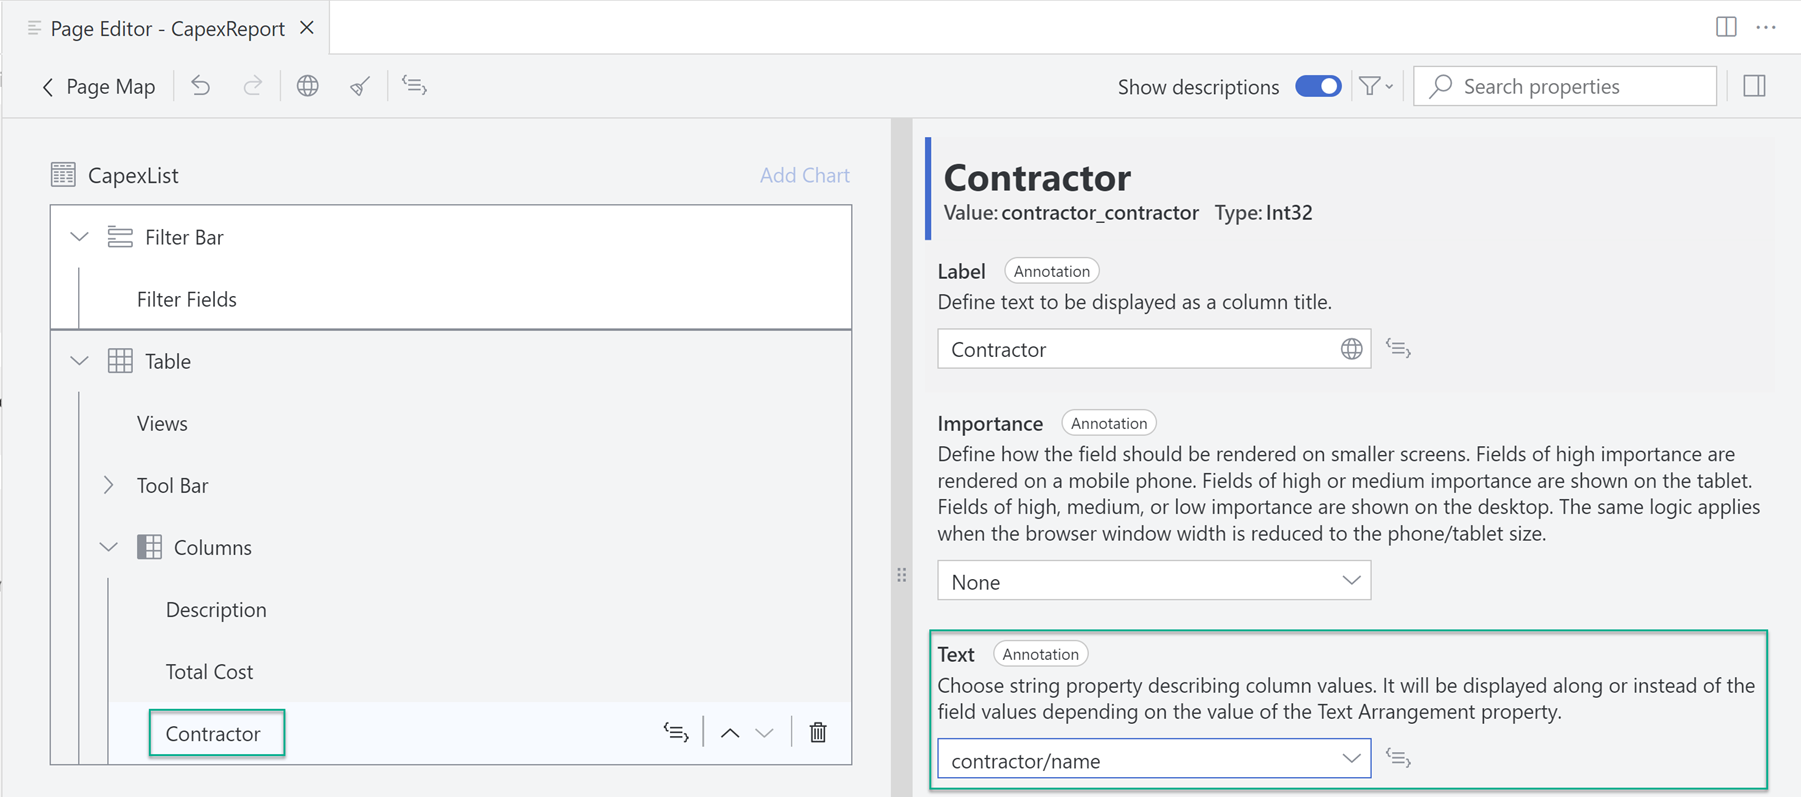 Page Editor - CapexReport
Page Map
Show descriptions
Search properties
CapexList
Add Chart
Filter Bar
Filter Fields
Table
Views
Tool Bar
Columns
Description
Total Cost
Contractor
Contractor
Value: contractor_contractor Type: Int32
Label Annotation
Define text to be displayed as a column title.
Contractor
Importance Annotation
Define how the field should be rendered on smaller screens. Fields of high importance are
rendered on a mobile phone. Fields of high or medium importance are shown on the tablet.
Fields of high, medium, or low importance are shown on the desktop. The same logic applies
when the browser window width is reduced to the phone/tablet size.
None
Text Annotation
Choose string property describing column values. It will be displayed along or instead of the
field values depending on the value of the Text Arrangement property.
contractor/name